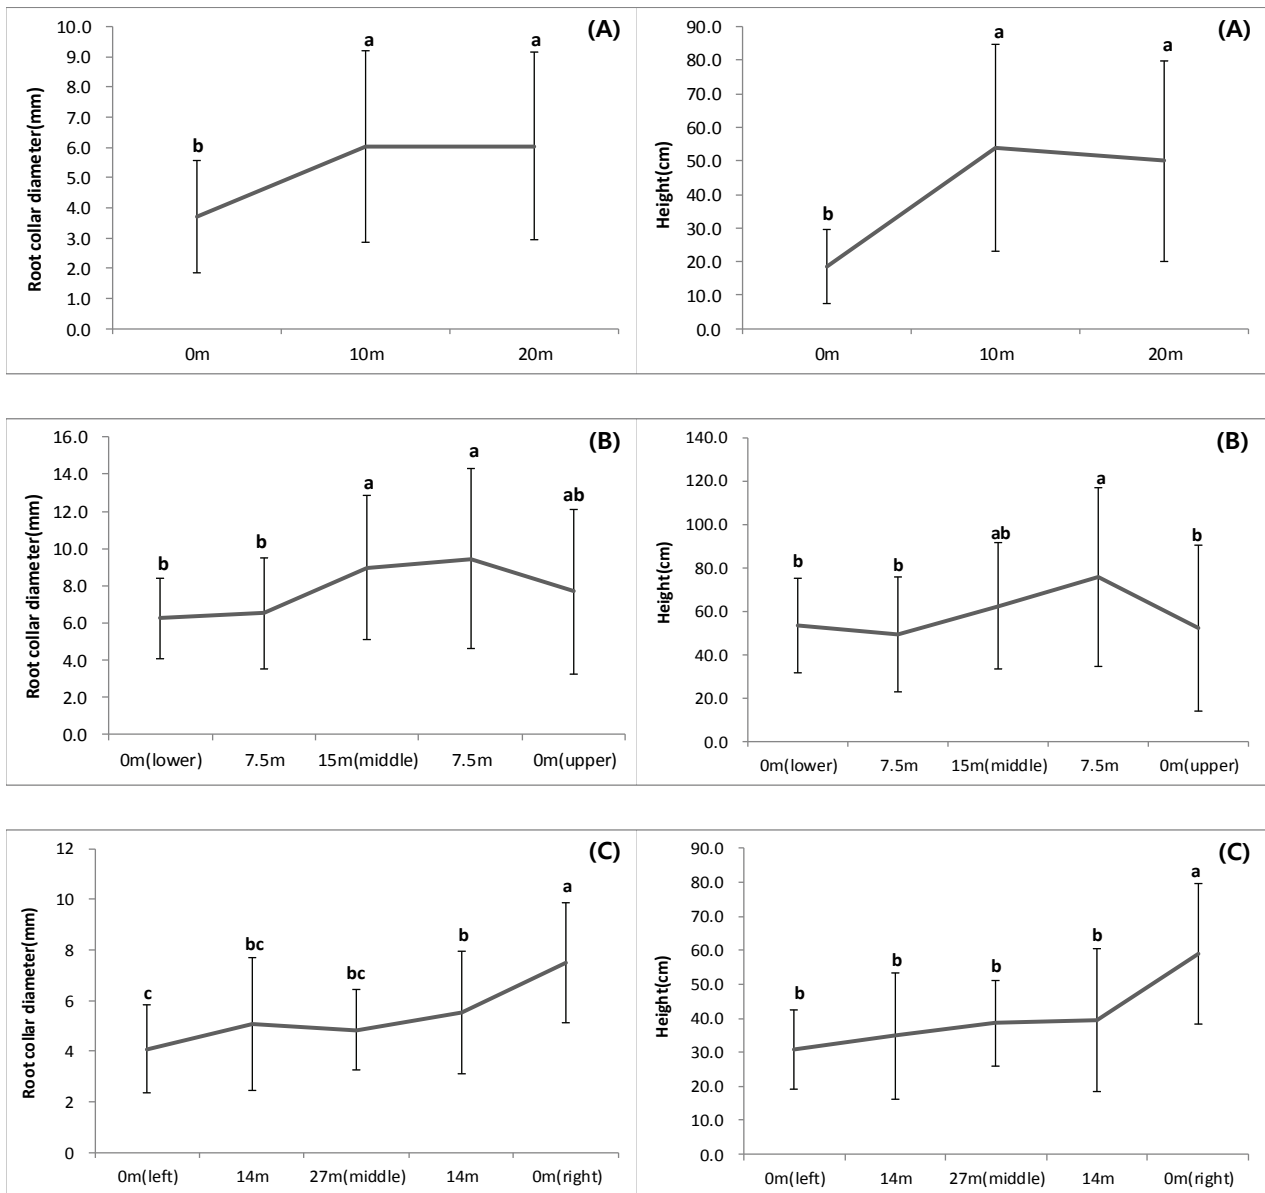 (A)
Root collar diameter(mm)
10.0
9.0
8.0
7.0
6.0
5.0
4.0
3.0
2.0
1.0
0.0
b
a
a
0m 10m 20m
(A)
Height(cm)
90.0
80.0
70.0
60.0
50.0
40.0
30.0
20.0
10.0
0.0
b
a
a
0m 10m 20m
(B)
Root collar diameter(mm)
16.0
14.0
12.0
10.0
8.0
6.0
4.0
2.0
0.0
b
b
a
a
ab
0m(lower) 7.5m 15m(middle) 7.5m 0m(upper)
(B)
Height(cm)
140.0
120.0
100.0
80.0
60.0
40.0
20.0
0.0
b
b
ab
a
b
0m(lower) 7.5m 15m(middle) 7.5m 0m(upper)
(C)
Root collar diameter(mm)
12
10
8
6
4
2
0
c
bc
bc
b
a
0m(left) 14m 27m(middle) 14m 0m(right)
(C)
Height(cm)
90.0
80.0
70.0
60.0
50.0
40.0
30.0
20.0
10.0
0.0
b
b
b
b
a
0m(left) 14m 27m(middle) 14m 0m(right)